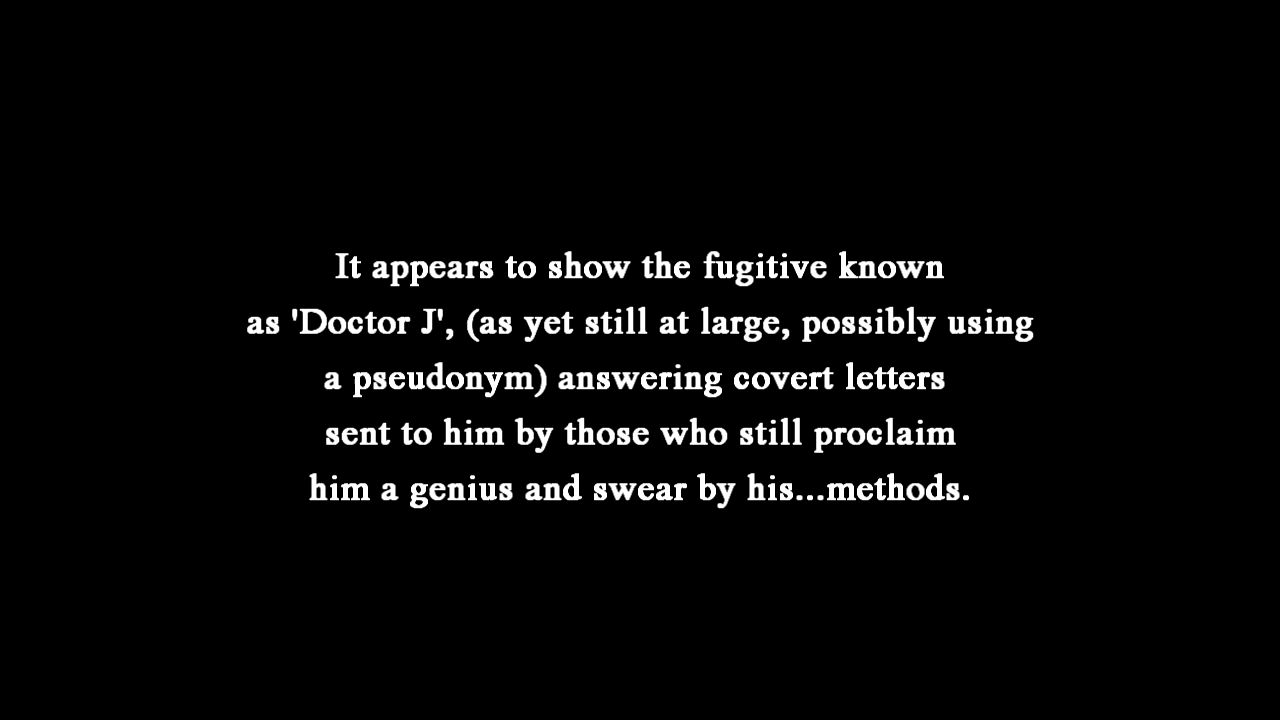 It appears to show the fugitive known
as 'Doctor J', (as yet still at large, possibly using
a pseudonym) answering covert letters
sent to him by those who still proclaim
him a genius and swear by his...methods.